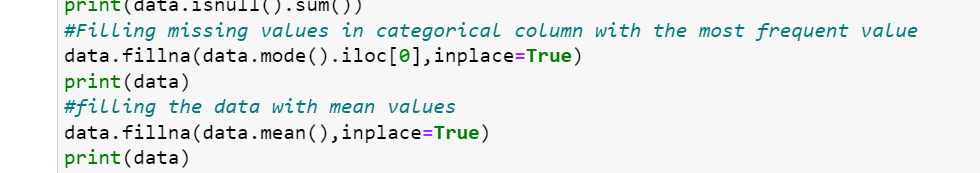 print(data.isnull().sum())
#Filling missing values in categorical column with the most frequent value
data.fillna(data.mode().iloc[0],inplace=True)
print(data)
#filling the data with mean values
data.fillna(data.mean(),inplace=True)
print(data)